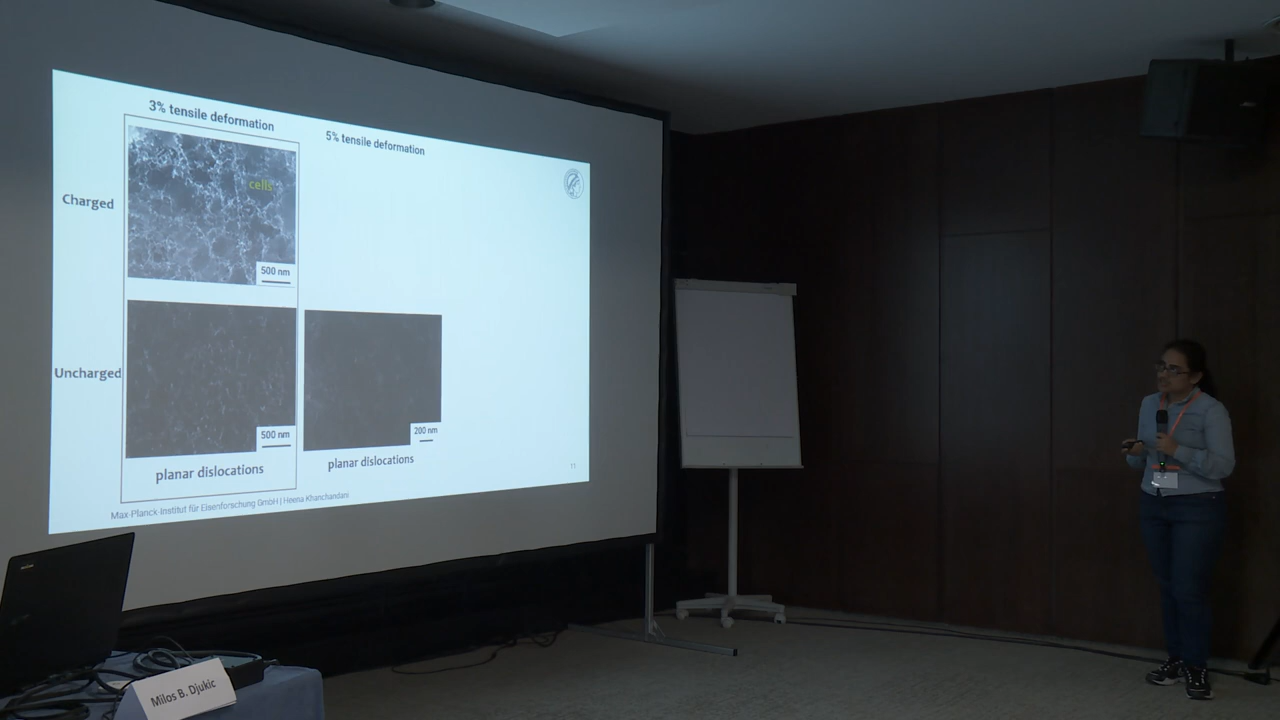 3% tensile deformation
5% tensile deformation
Charged
cells
500 nm
Uncharged
500 nm
200 nm
planar dislocations
planar dislocations
11
Max-Planck-Institut für Eisenforschung GmbH | Heena Khanchandani
Milos B. Djukic